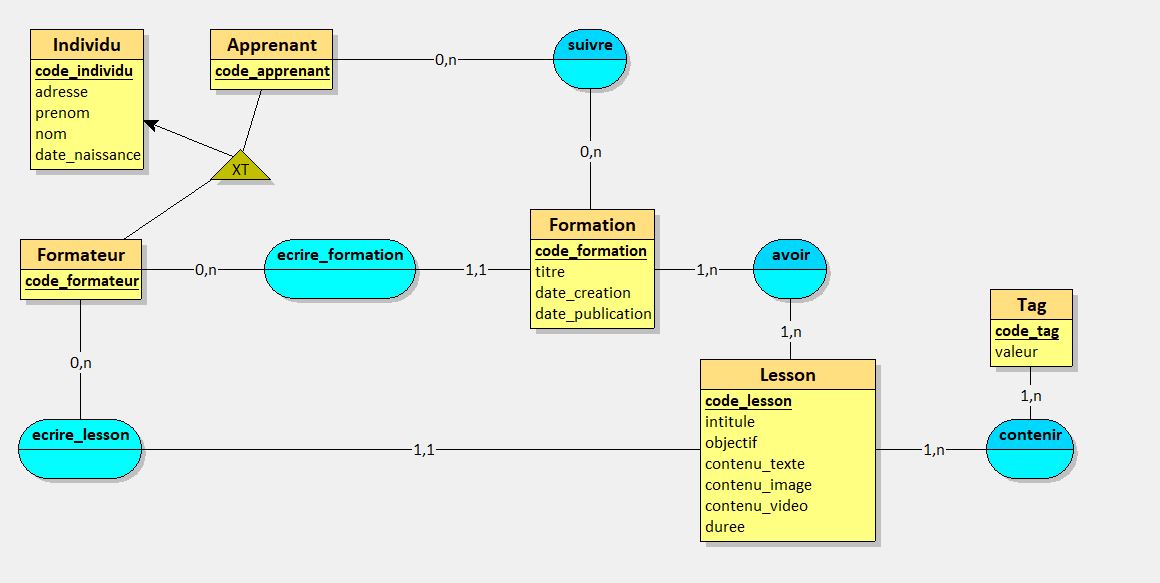 Individu
code_individu
adresse
prenom
nom
date_naissance
Apprenant
code_apprenant
0,n
suivre
0,n
XT
Formateur
code_formateur
0,n
ecrire_formation
1,1
Formation
code_formation
titre
date_creation
date_publication
1,n
avoir
1,n
Tag
code_tag
valeur
1,n
0,n
ecrire_lesson
1,1
Lesson
code_lesson
intitule
objectif
contenu_texte
contenu_image
contenu_video
duree
1,n
contenir